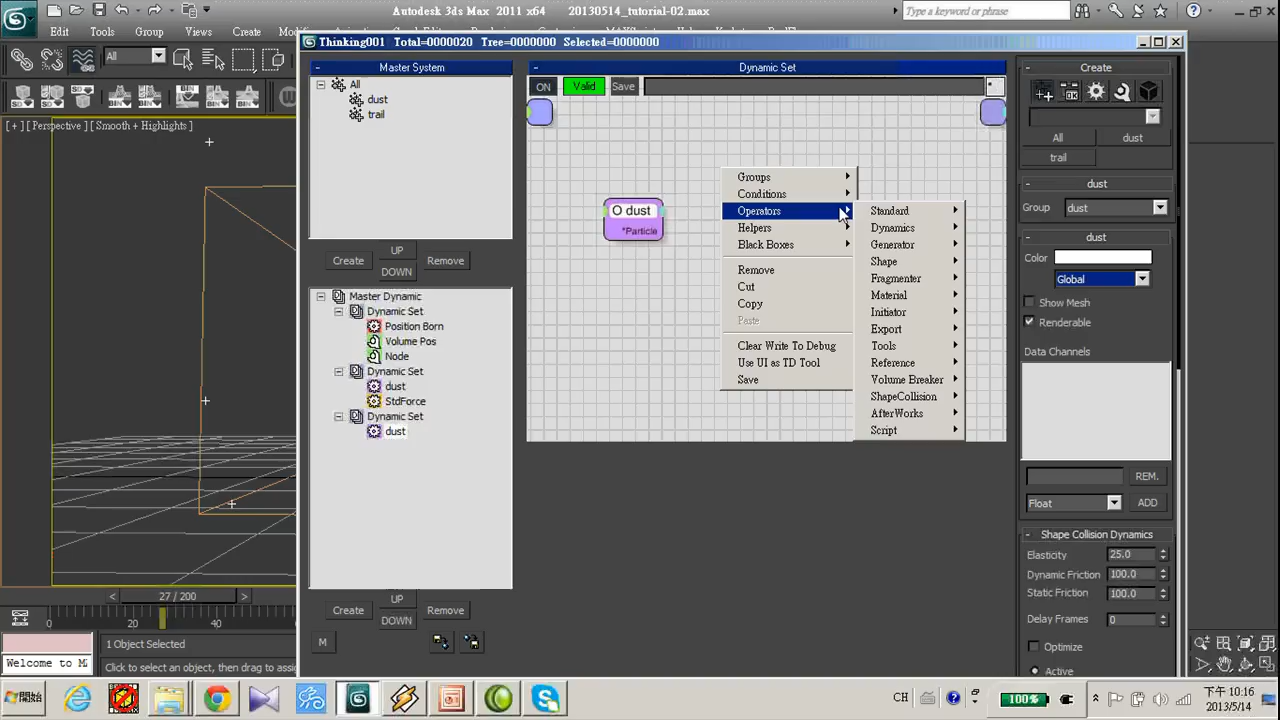 Autodesk 3ds Max 2011 x64    20130514_tutorial-02.max
Type a keyword or phrase
Thinking001  Total=0000020  Tree=0000000  Selected=0000000
All
[ + ] [ Perspective ] [ Smooth + Highlights ]
Master System
All
dust
trail
UP
Create
Remove
DOWN
Master Dynamic
Dynamic Set
Position Born
Volume Pos
Node
Dynamic Set
dust
StdForce
Dynamic Set
dust
UP
Create
Remove
DOWN
M
Dynamic Set
ON
Valid
Save
O dust
*Particle
Groups
Conditions
Operators
Helpers
Black Boxes
Remove
Cut
Copy
Paste
Clear Write To Debug
Use UI as TD Tool
Save
Standard
Dynamics
Generator
Shape
Fragmenter
Material
Initiator
Export
Tools
Reference
Volume Breaker
ShapeCollision
AfterWorks
Script
Create
All
dust
trail
dust
Group
dust
dust
Color
Global
Show Mesh
Renderable
Data Channels
REM.
Float
ADD
Shape Collision Dynamics
Elasticity 25.0
Dynamic Friction 100.0
Static Friction 100.0
Delay Frames 0
Optimize
Active
< 27 / 200 >
0 20 40
1 Object Selected
Welcome to M
Click to select an object, then drag to assig
開始
CH
100%
下午 10:16
2013/5/14